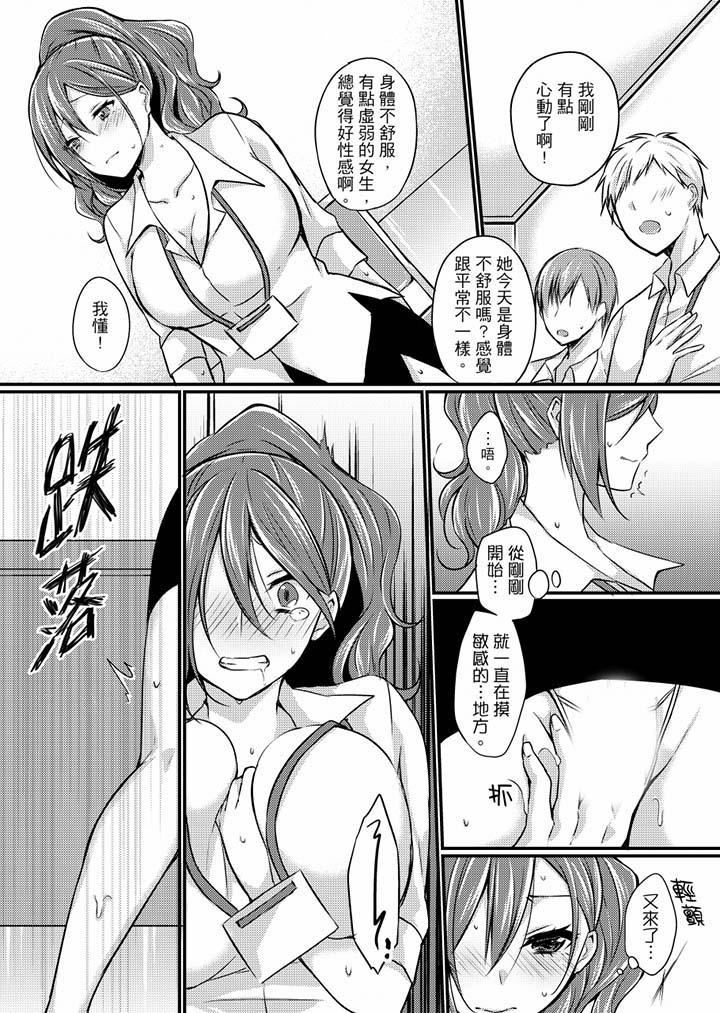 我剛剛
有點
心動了啊！
她今天是身體
不舒服嗎？感覺
跟平常不一樣。
身體不舒服，
有點虛弱的女生，
總覺得好性感啊。
我懂！
…唔。
從剛剛
開始…
就一直在摸
敏感的…地方。
抓
又來了…
輕顫
…！？
跌落